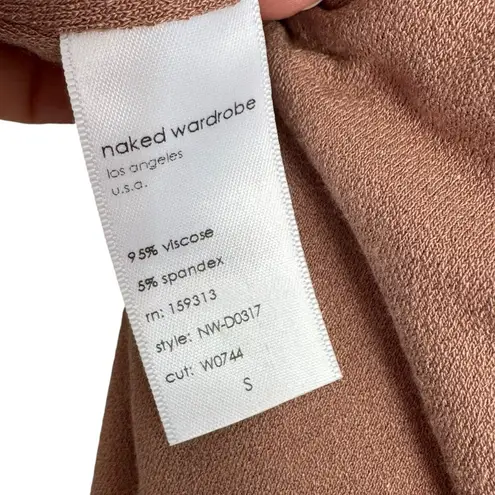 naked wardrobe
los angeles
u.s.a.
95% viscose
5% spandex
rn: 159313
style: NW-D0317
cut: W0744
S